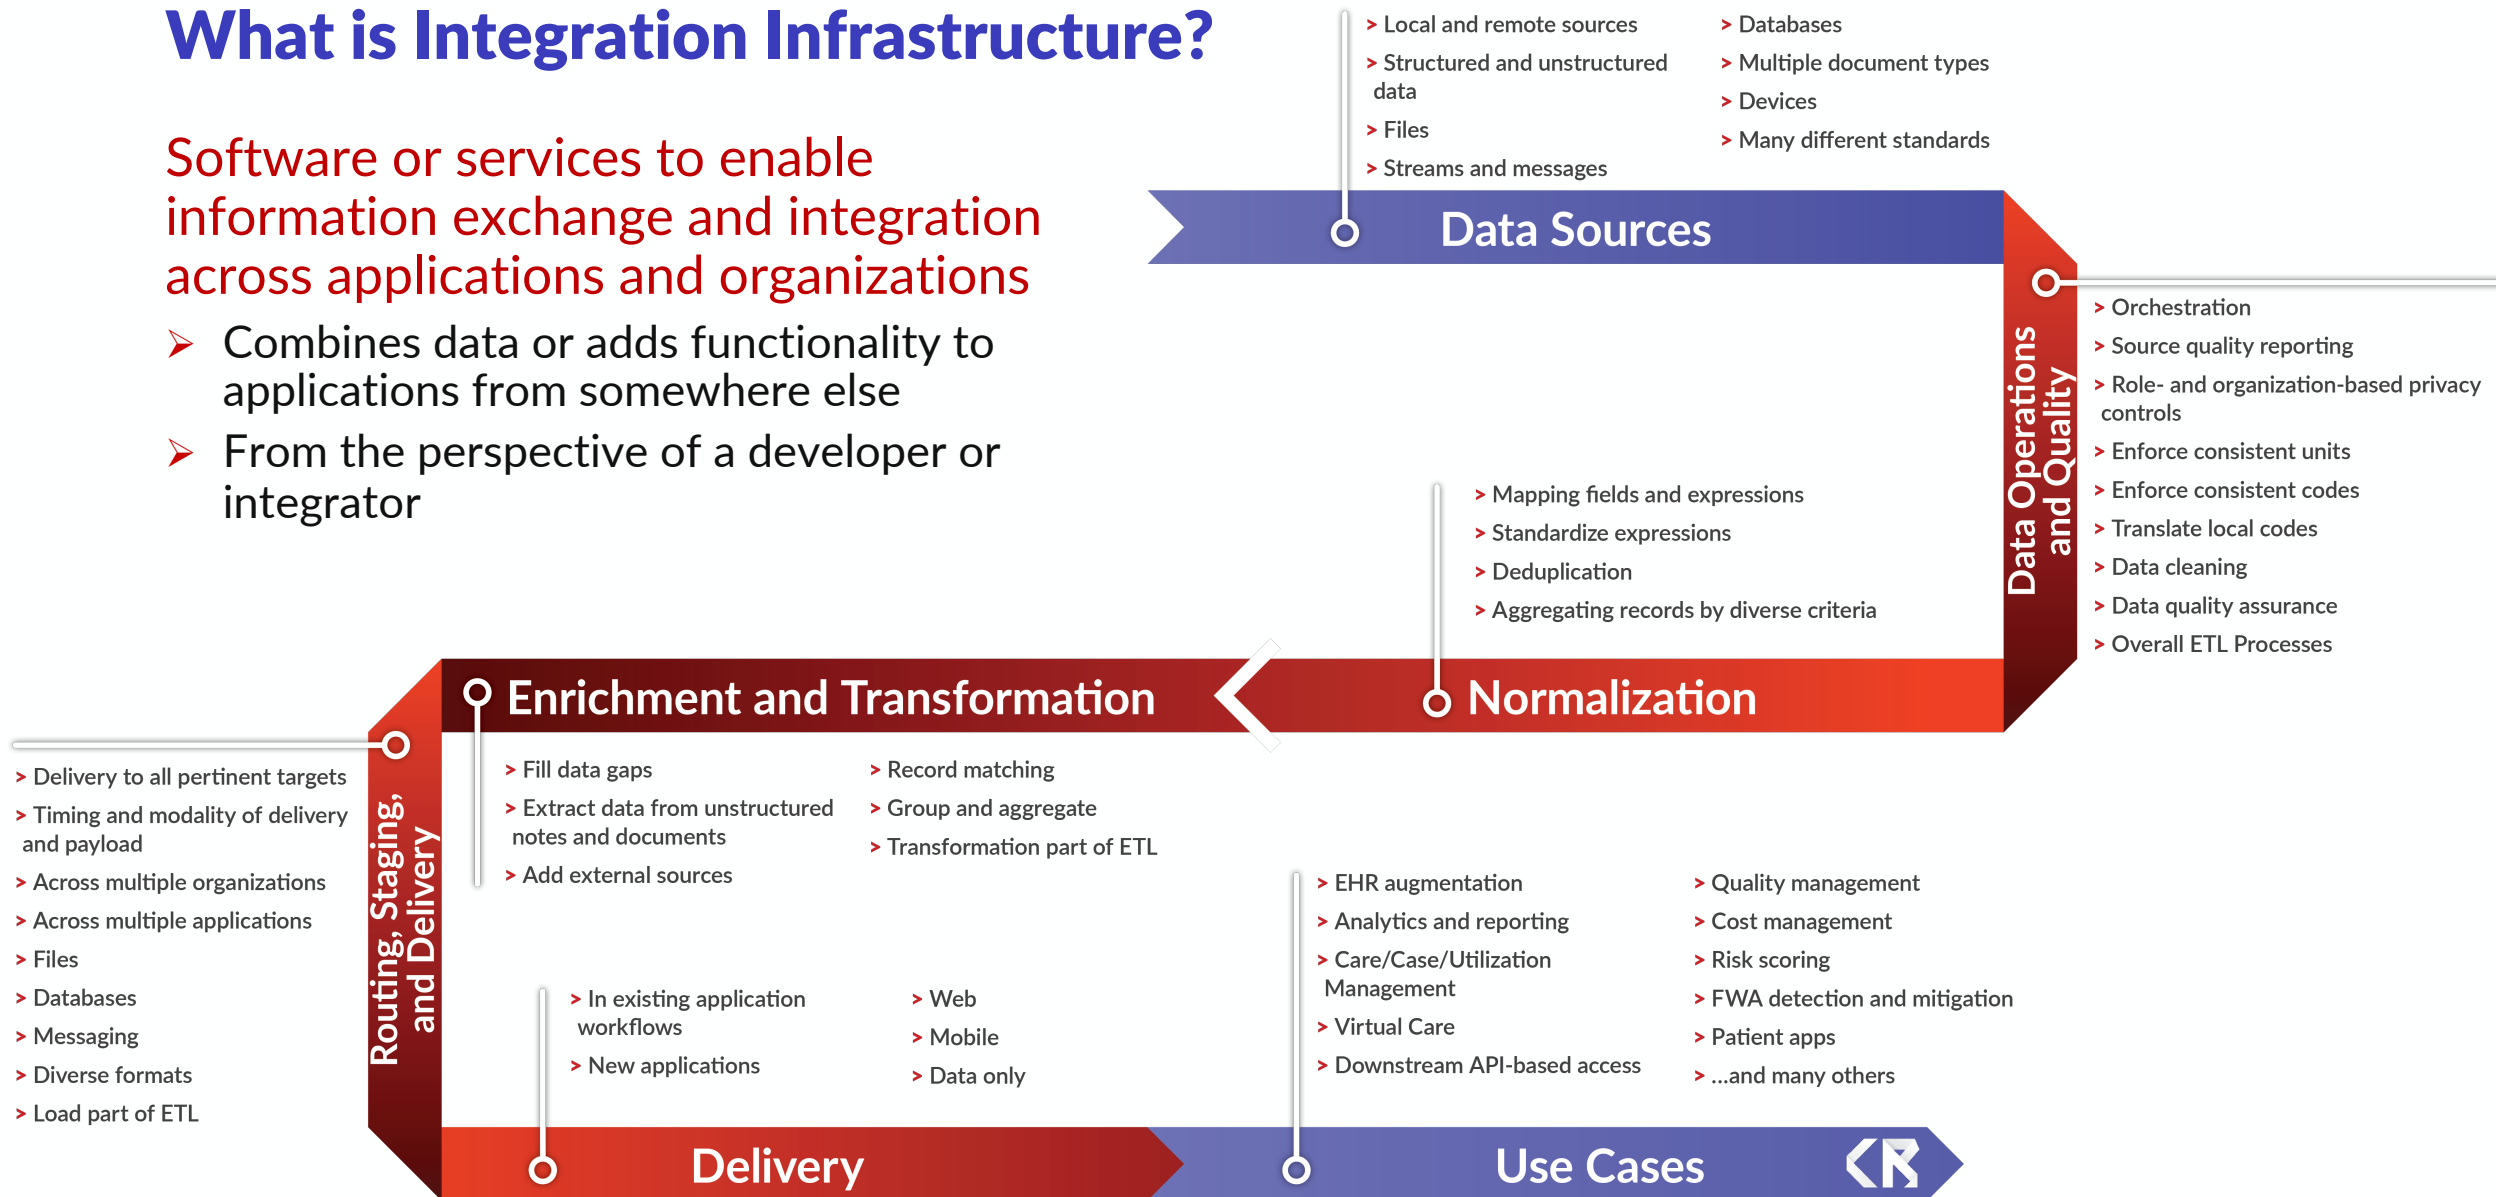 What is Integration Infrastructure?
Software or services to enable
information exchange and integration
across applications and organizations
Combines data or adds functionality to
applications from somewhere else
From the perspective of a developer or
integrator
> Local and remote sources
> Structured and unstructured
data
> Files
> Streams and messages
> Databases
> Multiple document types
> Devices
> Many different standards
Data Sources
Data Operations
and Quality
> Orchestration
> Source quality reporting
> Role- and organization-based privacy
controls
> Enforce consistent units
> Enforce consistent codes
> Translate local codes
> Data cleaning
> Data quality assurance
> Overall ETL Processes
> Mapping fields and expressions
> Standardize expressions
> Deduplication
> Aggregating records by diverse criteria
Normalization
Enrichment and Transformation
> Fill data gaps
> Extract data from unstructured
notes and documents
> Add external sources
> Record matching
> Group and aggregate
> Transformation part of ETL
Routing, Staging,
and Delivery
> Delivery to all pertinent targets
> Timing and modality of delivery
and payload
> Across multiple organizations
> Across multiple applications
> Files
> Databases
> Messaging
> Diverse formats
> Load part of ETL
> In existing application
workflows
> New applications
> Web
> Mobile
> Data only
Delivery
> EHR augmentation
> Analytics and reporting
> Care/Case/Utilization
Management
> Virtual Care
> Downstream API-based access
> Quality management
> Cost management
> Risk scoring
> FWA detection and mitigation
> Patient apps
> ...and many others
Use Cases